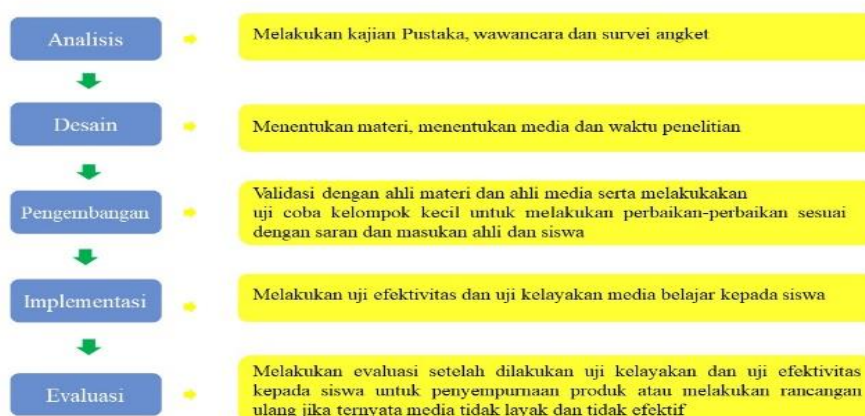 Analisis
Melakukan kajian Pustaka, wawancara dan survei angket
Desain
Menentukan materi, menentukan media dan waktu penelitian
Pengembangan
Validasi dengan ahli materi dan ahli media serta melakukakan
uji coba kelompok kecil untuk melakukan perbaikan-perbaikan sesuai
dengan saran dan masukan ahli dan siswa
Implementasi
Melakukan uji efektivitas dan uji kelayakan media belajar kepada siswa
Evaluasi
Melakukan evaluasi setelah dilakukan uji kelayakan dan uji efektivitas
kepada siswa untuk penyempurnaan produk atau melakukan rancangan
ulang jika ternyata media tidak layak dan tidak efektif